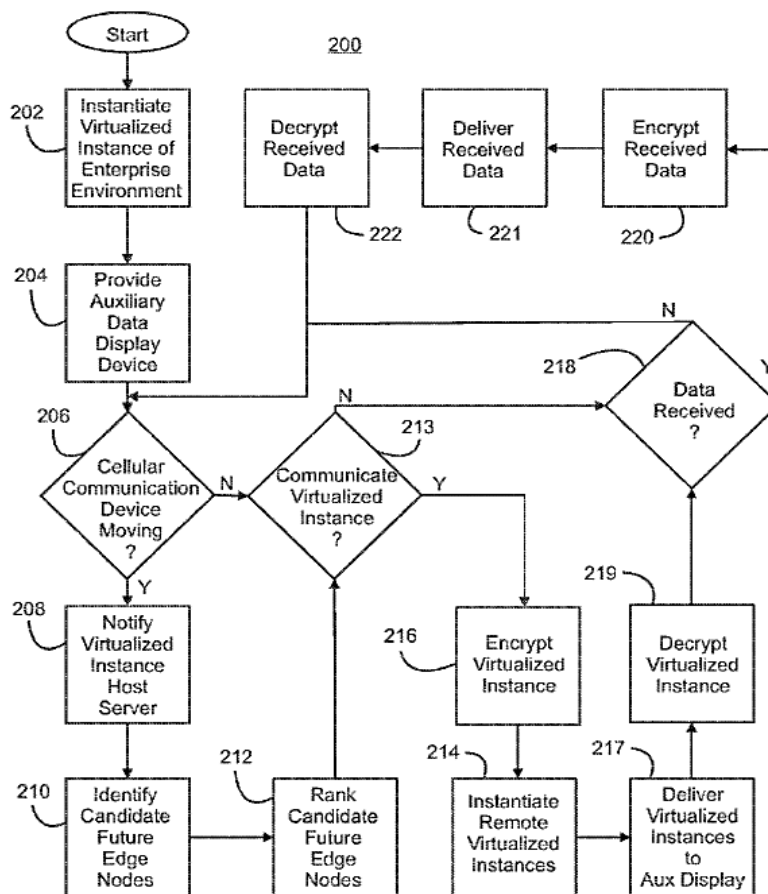 Start
200
202
Instantiate
Virtualized
Instance of
Enterprise
Environment
Decrypt
Received
Data
222
Deliver
Received
Data
221
Encrypt
Received
Data
220
204
Provide
Auxiliary
Data
Display
Device
206
Cellular
Communication
Device
Moving
?
N
Y
213
Communicate
Virtualized
Instance
?
N
Y
218
Data
Received
?
N
Y
208
Notify
Virtualized
Instance
Host
Server
216
Encrypt
Virtualized
Instance
219
Decrypt
Virtualized
Instance
210
Identify
Candidate
Future
Edge
Nodes
212
Rank
Candidate
Future
Edge
Nodes
214
Instantiate
Remote
Virtualized
Instances
217
Deliver
Virtualized
Instances
to
Aux Display